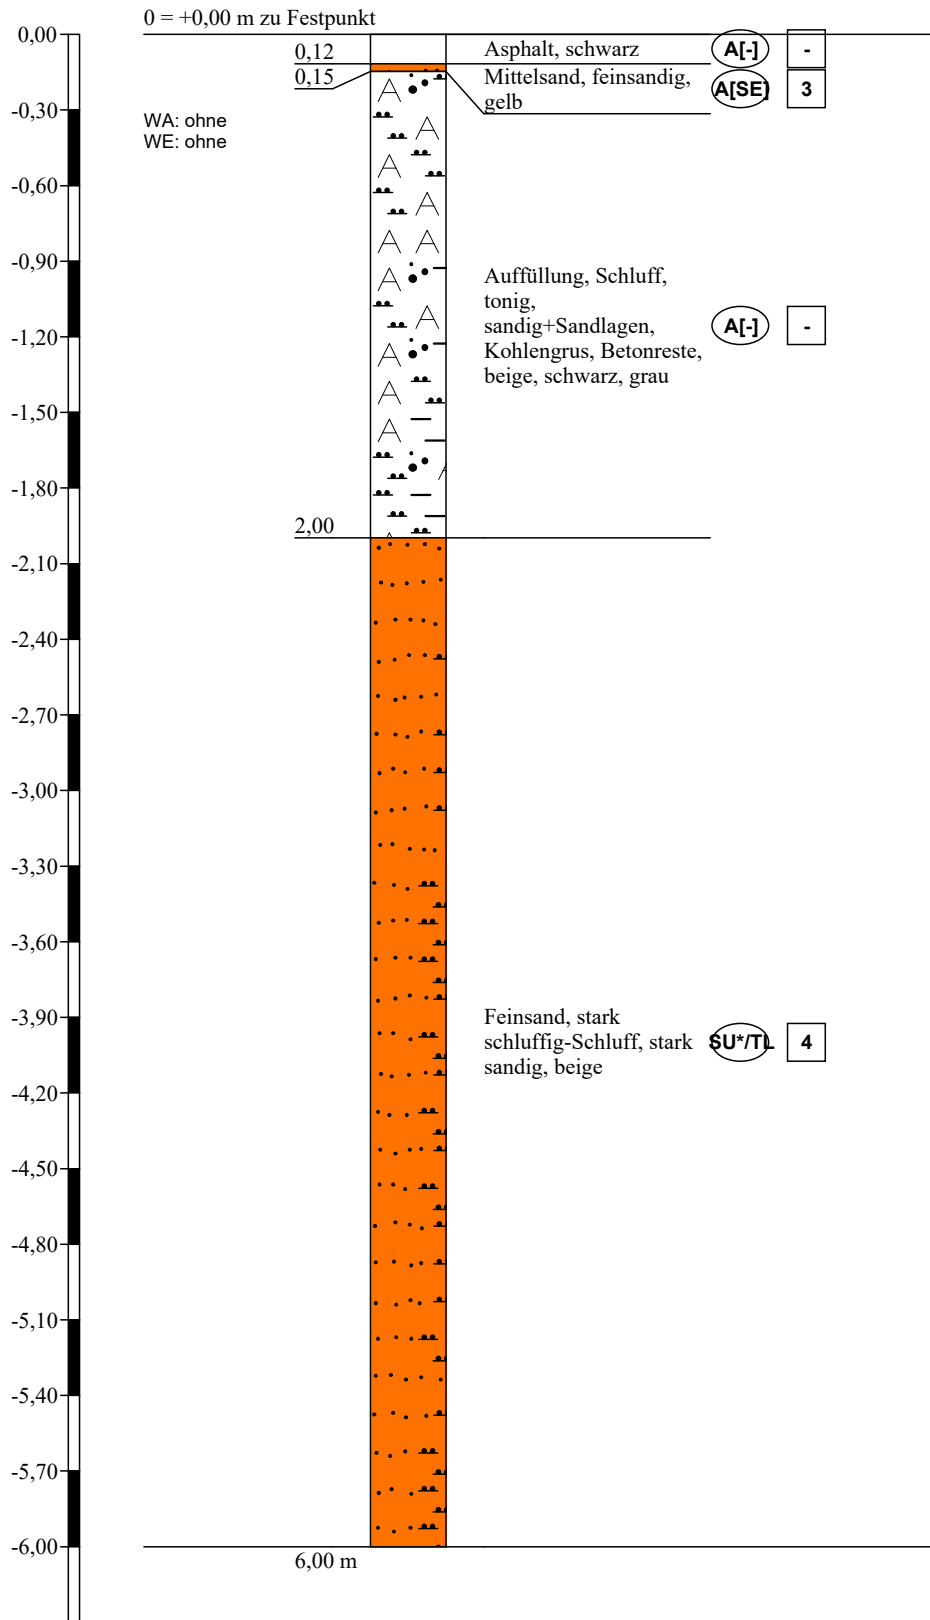 0 = +0,00 m zu Festpunkt
0,00
0,12
Asphalt, schwarz
A[-]
-
0,15
Mittelsand, feinsandig,
gelb
A[SE]
3
-0,30
WA: ohne
WE: ohne
-0,60
-0,90
Auffüllung, Schluff,
tonig,
sandig+Sandlagen,
Kohlengrus, Betonreste,
beige, schwarz, grau
A[-]
-
-1,20
-1,50
-1,80
2,00
-2,10
-2,40
-2,70
-3,00
-3,30
-3,60
-3,90
Feinsand, stark
schluffig-Schluff, stark
sandig, beige
SU*/TL
4
-4,20
-4,50
-4,80
-5,10
-5,40
-5,70
-6,00
6,00 m